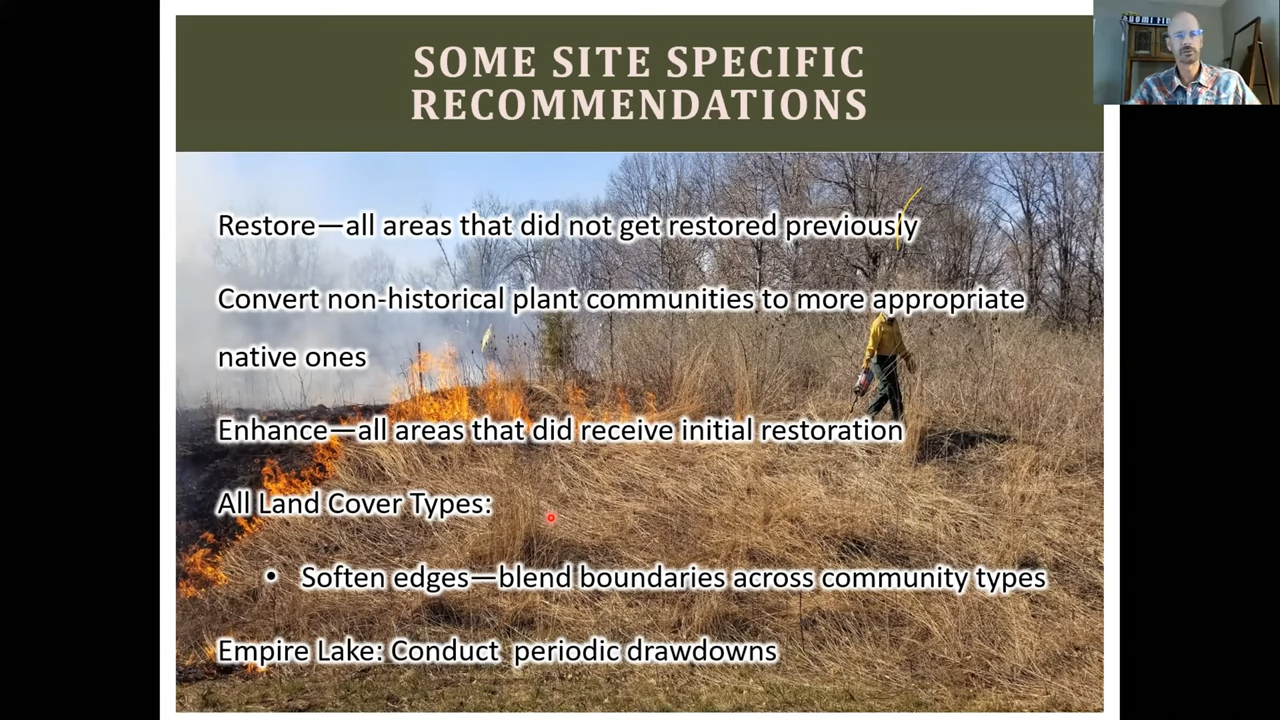 SOME SITE SPECIFIC
RECOMMENDATIONS
Restore—all areas that did not get restored previously
Convert non-historical plant communities to more appropriate
native ones
Enhance—all areas that did receive initial restoration
All Land Cover Types:
• Soften edges—blend boundaries across community types
Empire Lake: Conduct periodic drawdowns